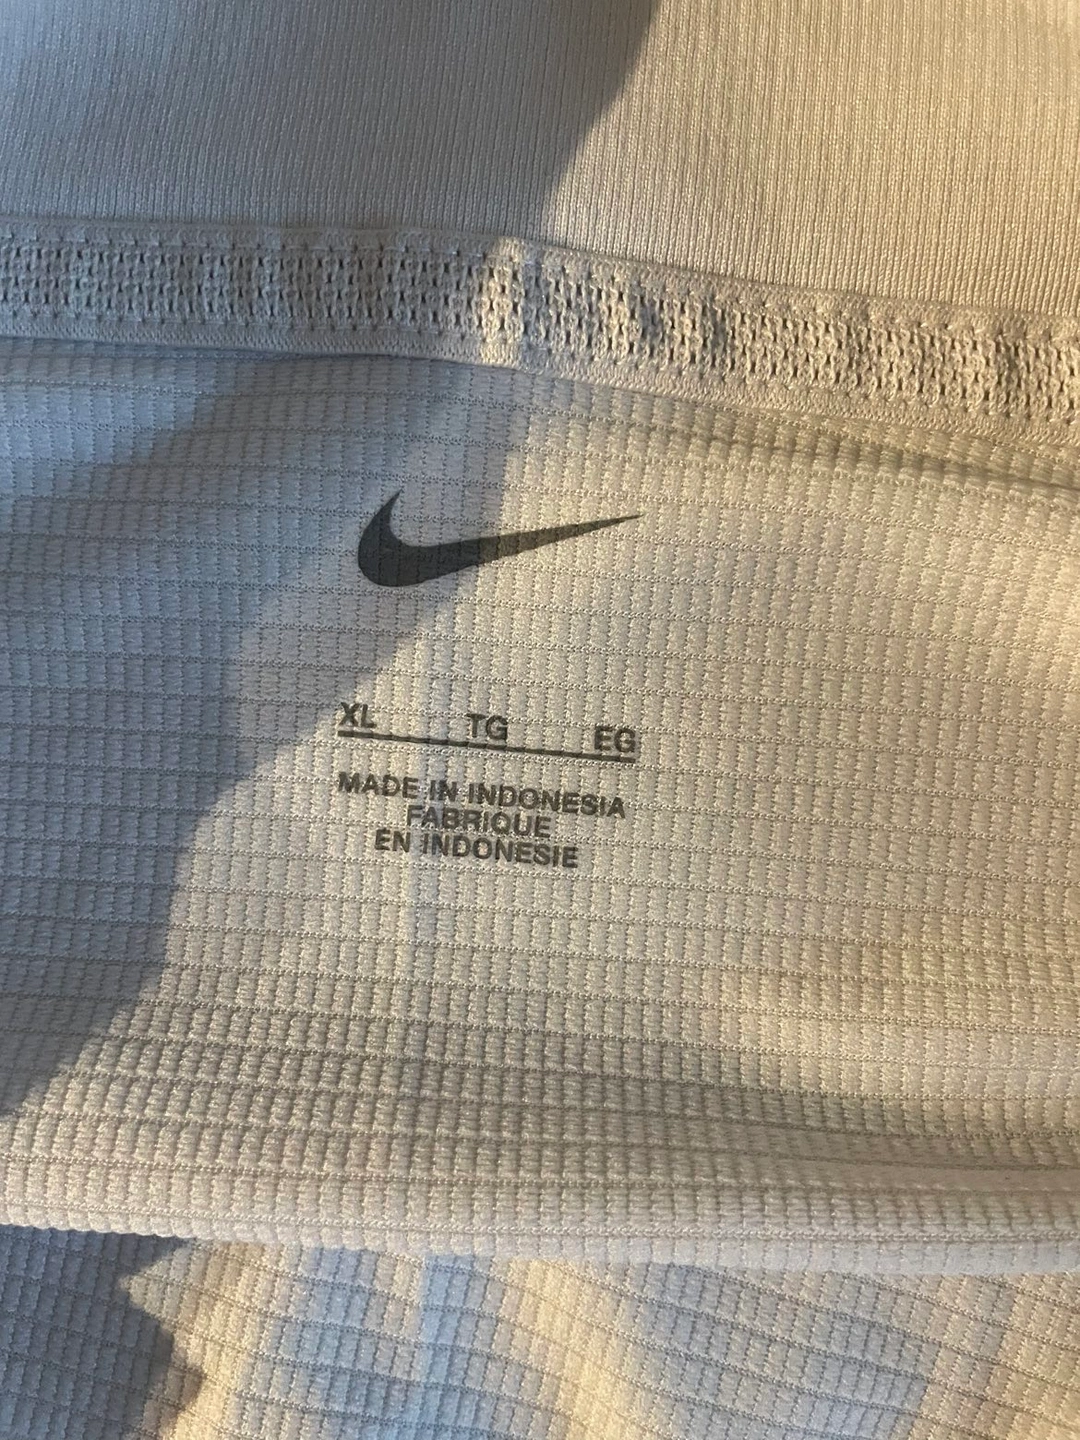 XL TG EG
MADE IN INDONESIA
FABRIQUE
EN INDONESIE